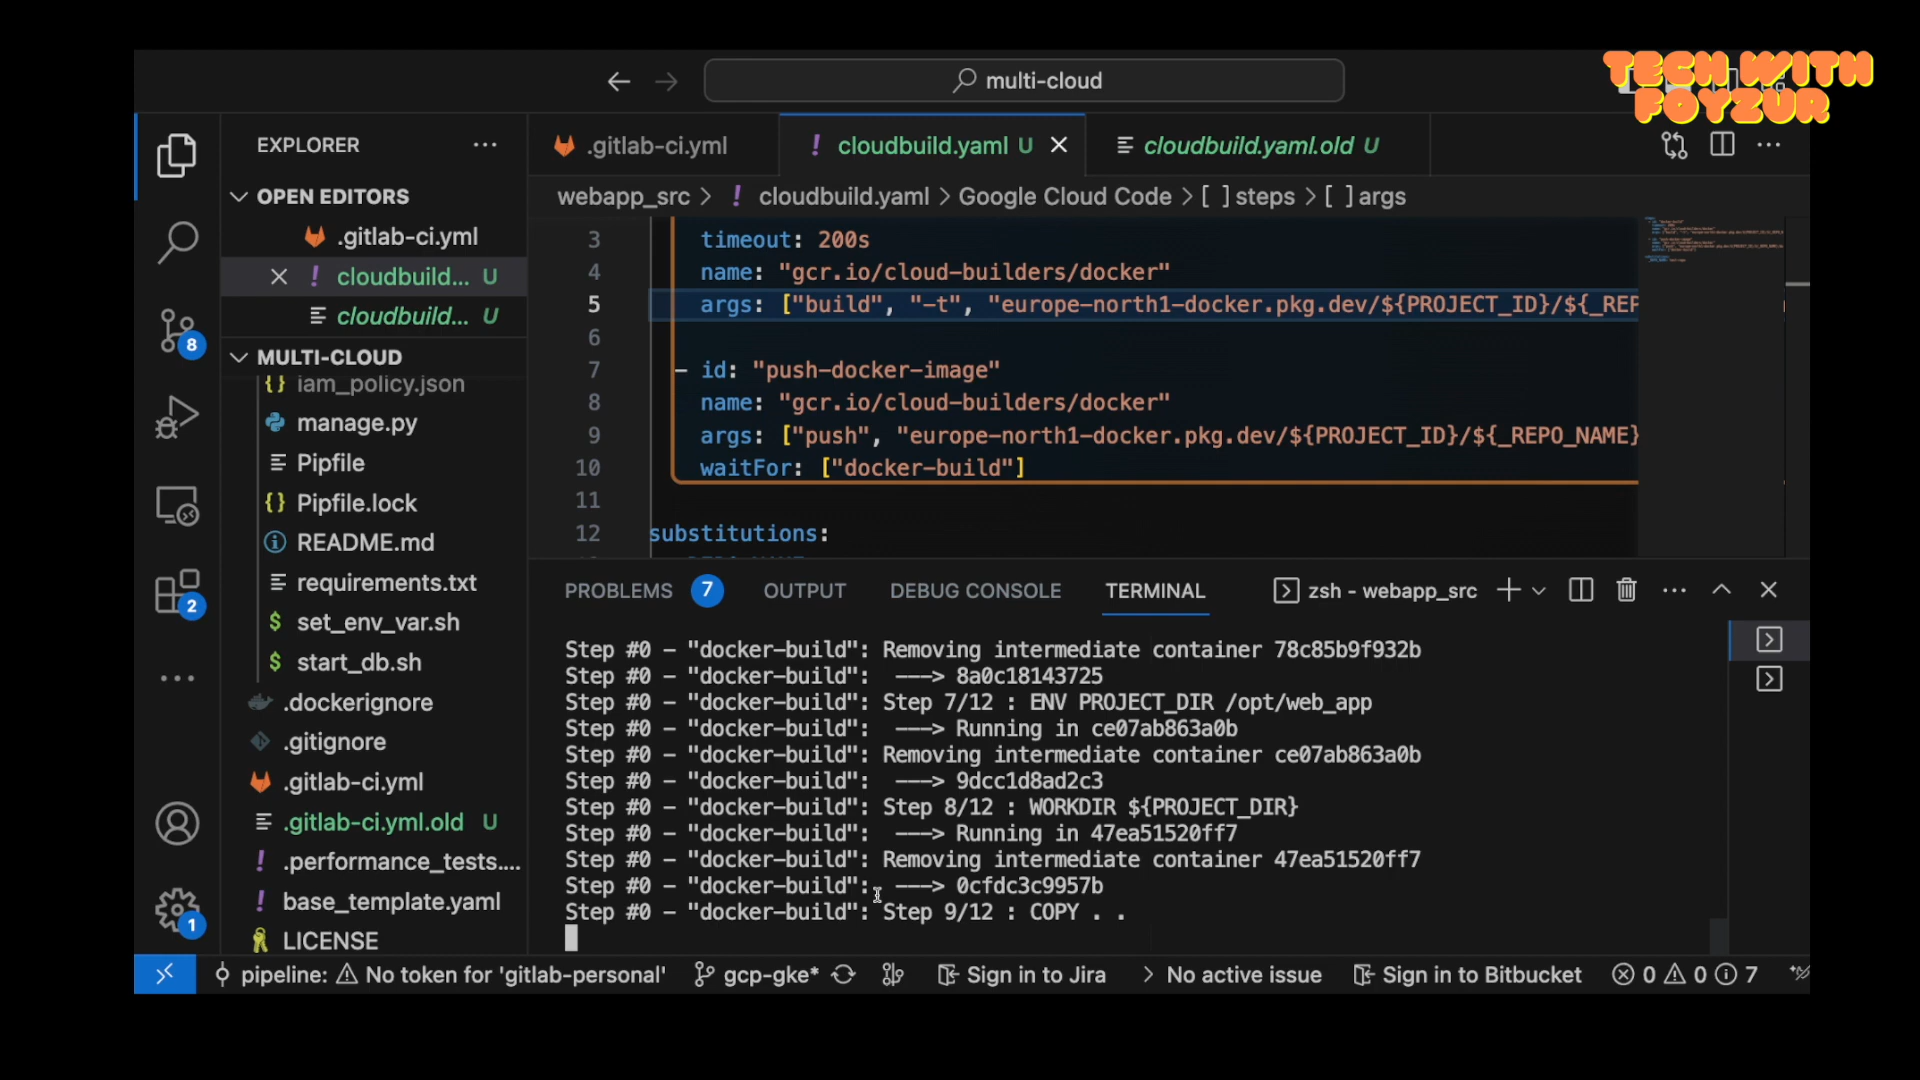 TECH WITH
FOYZUR
multi-cloud
EXPLORER
.gitlab-ci.yml
cloudbuild.yaml U
cloudbuild.yaml.old U
OPEN EDITORS
webapp_src > ! cloudbuild.yaml > Google Cloud Code > [ ] steps > [ ] args
.gitlab-ci.yml
! cloudbuild... U
cloudbuild... U
MULTI-CLOUD
iam_policy.json
manage.py
Pipfile
Pipfile.lock
README.md
requirements.txt
set_env_var.sh
start_db.sh
.dockerignore
.gitignore
.gitlab-ci.yml
.gitlab-ci.yml.old U
.performance_tests....
base_template.yaml
LICENSE
8
2
1
3 timeout: 200s
4 name: "gcr.io/cloud-builders/docker"
5 args: ["build", "-t", "europe-north1-docker.pkg.dev/${PROJECT_ID}/${_REP
6
7 - id: "push-docker-image"
8 name: "gcr.io/cloud-builders/docker"
9 args: ["push", "europe-north1-docker.pkg.dev/${PROJECT_ID}/${_REPO_NAME}
10 waitFor: ["docker-build"]
11
12 substitutions:
PROBLEMS 7 OUTPUT DEBUG CONSOLE TERMINAL zsh - webapp_src
Step #0 - "docker-build": Removing intermediate container 78c85b9f932b
Step #0 - "docker-build": ---> 8a0c18143725
Step #0 - "docker-build": Step 7/12 : ENV PROJECT_DIR /opt/web_app
Step #0 - "docker-build": ---> Running in ce07ab863a0b
Step #0 - "docker-build": Removing intermediate container ce07ab863a0b
Step #0 - "docker-build": ---> 9dcc1d8ad2c3
Step #0 - "docker-build": Step 8/12 : WORKDIR ${PROJECT_DIR}
Step #0 - "docker-build": ---> Running in 47ea51520ff7
Step #0 - "docker-build": Removing intermediate container 47ea51520ff7
Step #0 - "docker-build": ---> 0cfdc3c9957b
Step #0 - "docker-build": Step 9/12 : COPY . .
pipeline: ⚠ No token for 'gitlab-personal' gcp-gke* Sign in to Jira > No active issue Sign in to Bitbucket 0 0 7